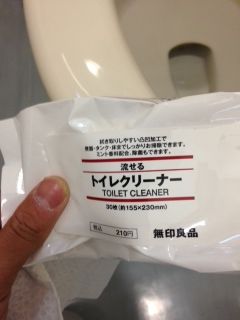 拭き取りしやすい凸凹加工で
便器・タンク・床までしっかりお掃除できます。
ミント香料配合。除菌もできます。
流せる
トイレクリーナー
TOILET CLEANER
30枚(約155×230mm)
税込 210円 無印良品